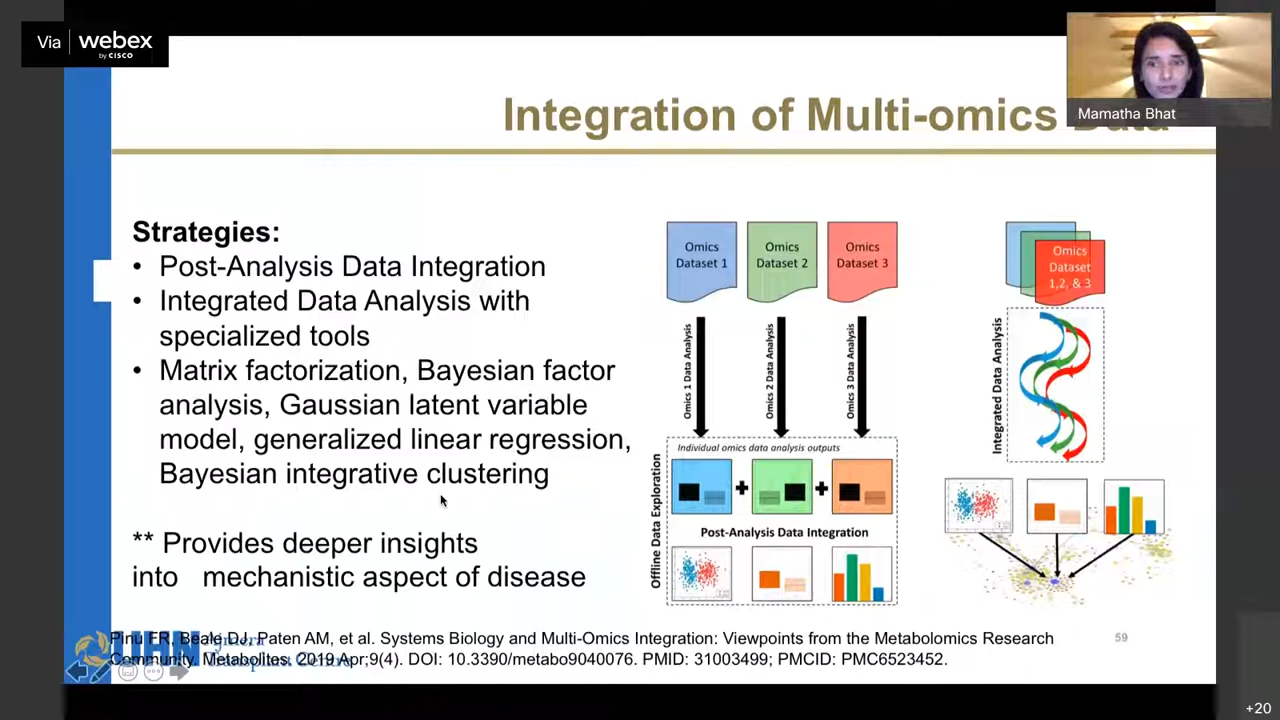 Via webex
by CISCO
Mamatha Bhat
Integration of Multi-omics Data
Strategies:
• Post-Analysis Data Integration
• Integrated Data Analysis with
specialized tools
• Matrix factorization, Bayesian factor
analysis, Gaussian latent variable
model, generalized linear regression,
Bayesian integrative clustering
** Provides deeper insights
into mechanistic aspect of disease
Omics
Dataset 1
Omics
Dataset 2
Omics
Dataset 3
Omics 1 Data Analysis
Omics 2 Data Analysis
Omics 3 Data Analysis
Offline Data Exploration
Individual omics data analysis outputs
Post-Analysis Data Integration
Omics
Dataset
1,2, & 3
Integrated Data Analysis
UHN
Transplant Centre
Pinu FR, Beale DJ, Paten AM, et al. Systems Biology and Multi-Omics Integration: Viewpoints from the Metabolomics Research
Community. Metabolites. 2019 Apr;9(4). DOI: 10.3390/metabo9040076. PMID: 31003499; PMCID: PMC6523452.
59
+20